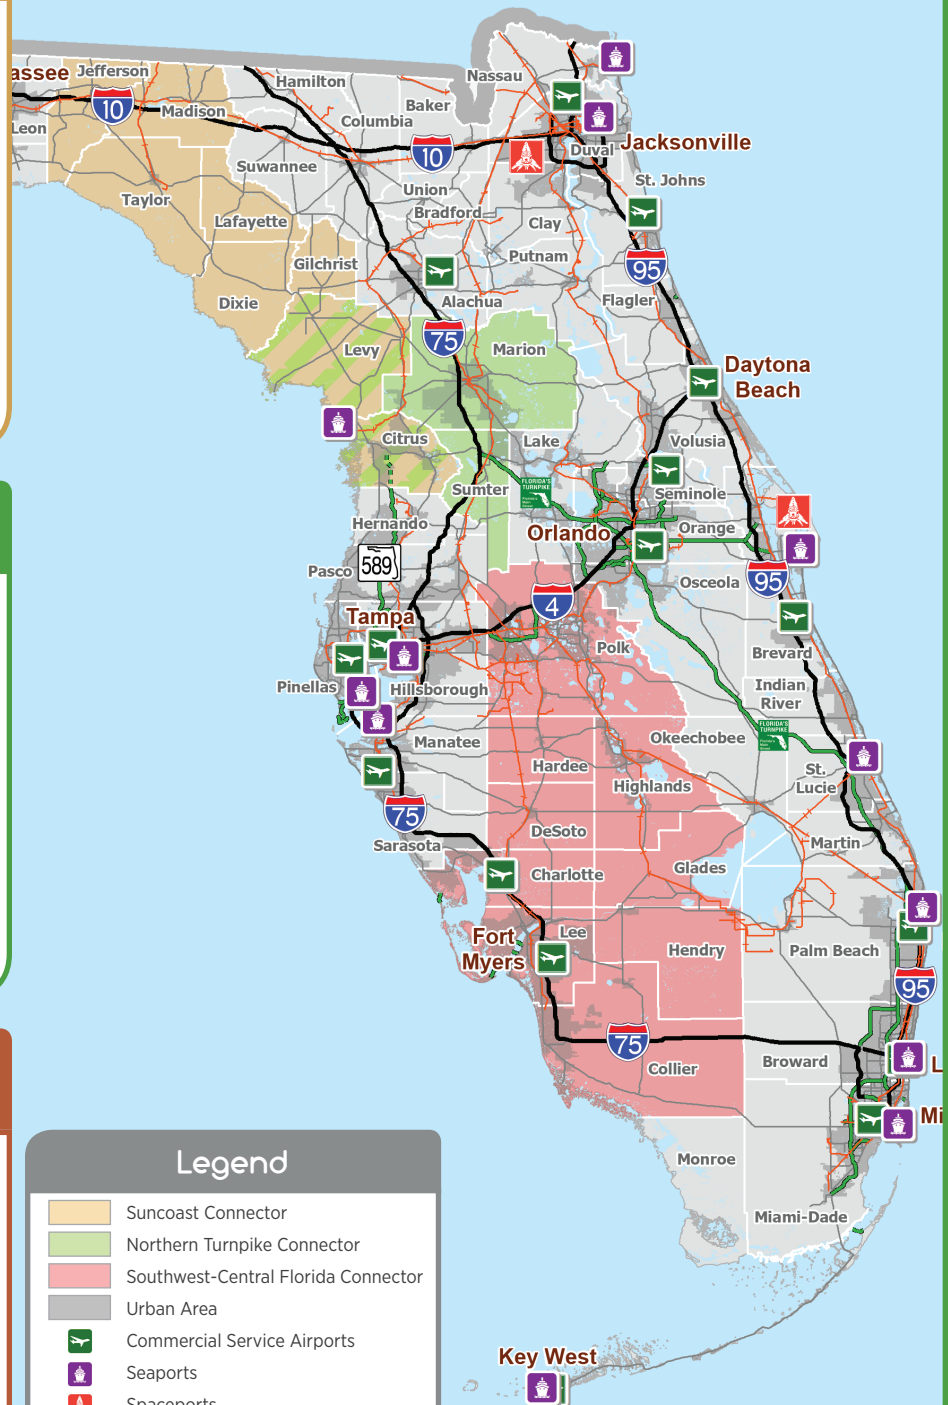 assee
Jefferson
Hamilton
Nassau
10
Madison
Baker
Columbia
Leon
10
Duval
Jacksonville
Suwannee
St. Johns
Union
Taylor
Bradford
Lafayette
Clay
Putnam
Gilchrist
95
Dixie
Alachua
Flagler
75
Levy
Marion
Daytona
Beach
Citrus
Lake
Volusia
Sumter
FLORIDA'S
TURNPIKE
Seminole
Hernando
Orlando
Orange
589
Pasco
Osceola
95
4
Tampa
Polk
Brevard
Pinellas
Hillsborough
Indian
River
Manatee
Okeechobee
FLORIDA'S
TURNPIKE
Hardee
St.
Lucie
Highlands
75
DeSoto
Sarasota
Martin
Charlotte
Glades
Fort
Myers
Lee
Hendry
Palm Beach
95
75
Collier
Broward
L
Mi
Monroe
Miami-Dade
Key West
Legend
Suncoast Connector
Northern Turnpike Connector
Southwest-Central Florida Connector
Urban Area
Commercial Service Airports
Seaports
Spaceports